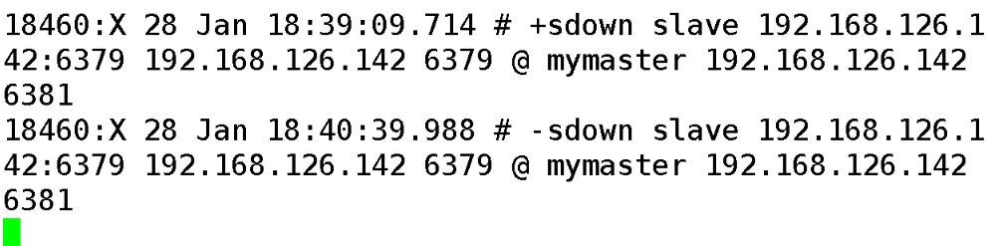 18460:X 28 Jan 18:39:09.714 # +sdown slave 192.168.126.1
42:6379 192.168.126.142 6379 @ mymaster 192.168.126.142
6381
18460:X 28 Jan 18:40:39.988 # -sdown slave 192.168.126.1
42:6379 192.168.126.142 6379 @ mymaster 192.168.126.142
6381